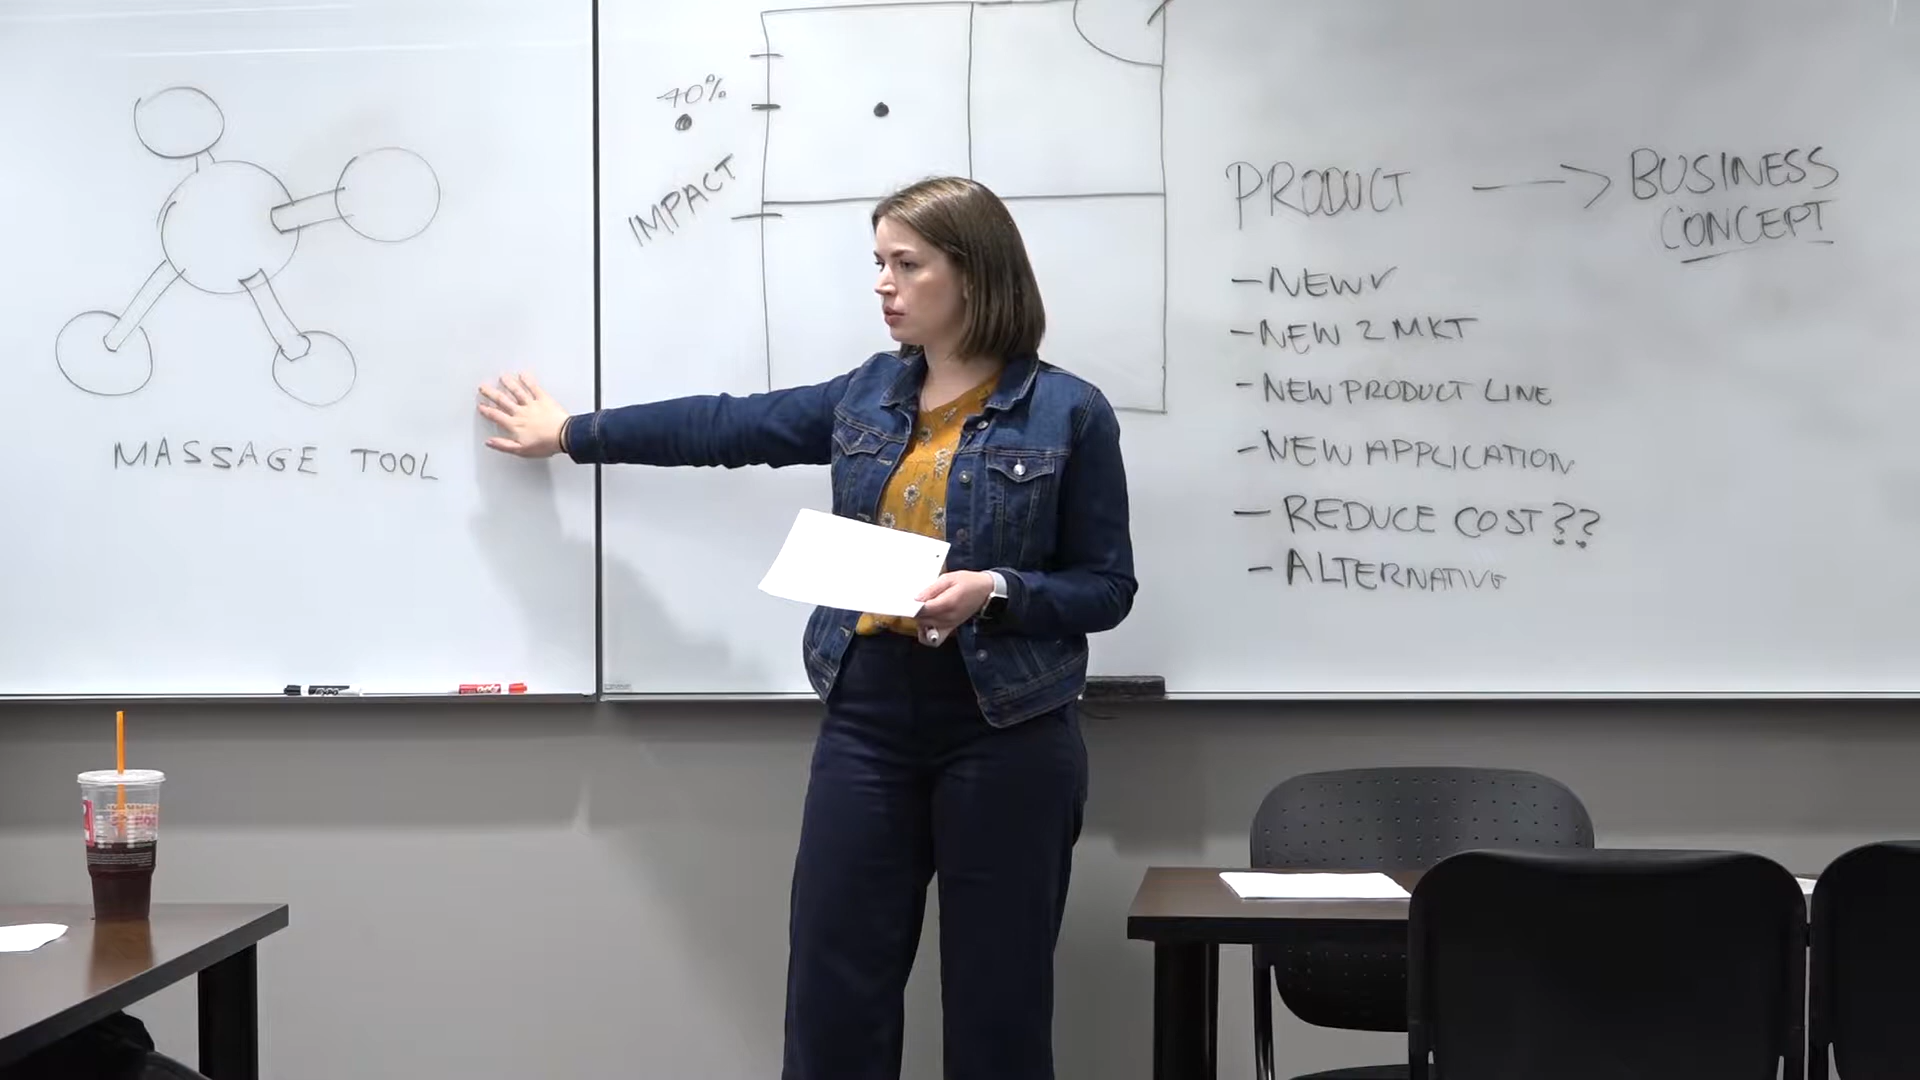 MASSAGE TOOL
70%
IMPACT
PRODUCT → BUSINESS
CONCEPT
- NEW
- NEW 2 MKT
- NEW PRODUCT LINE
- NEW APPLICATION
- REDUCE COST??
- ALTERNATIVE